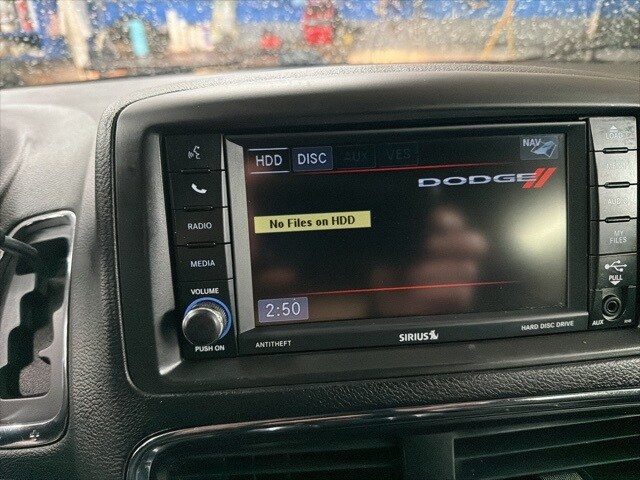 HDD DISC AUX VES NAV
DODGE
RADIO
No Files on HDD
MY
FILES
MEDIA
PULL
VOLUME
2:50
PUSH ON
AUX
ANTITHEFT
SIRIUS
HARD DISC DRIVE